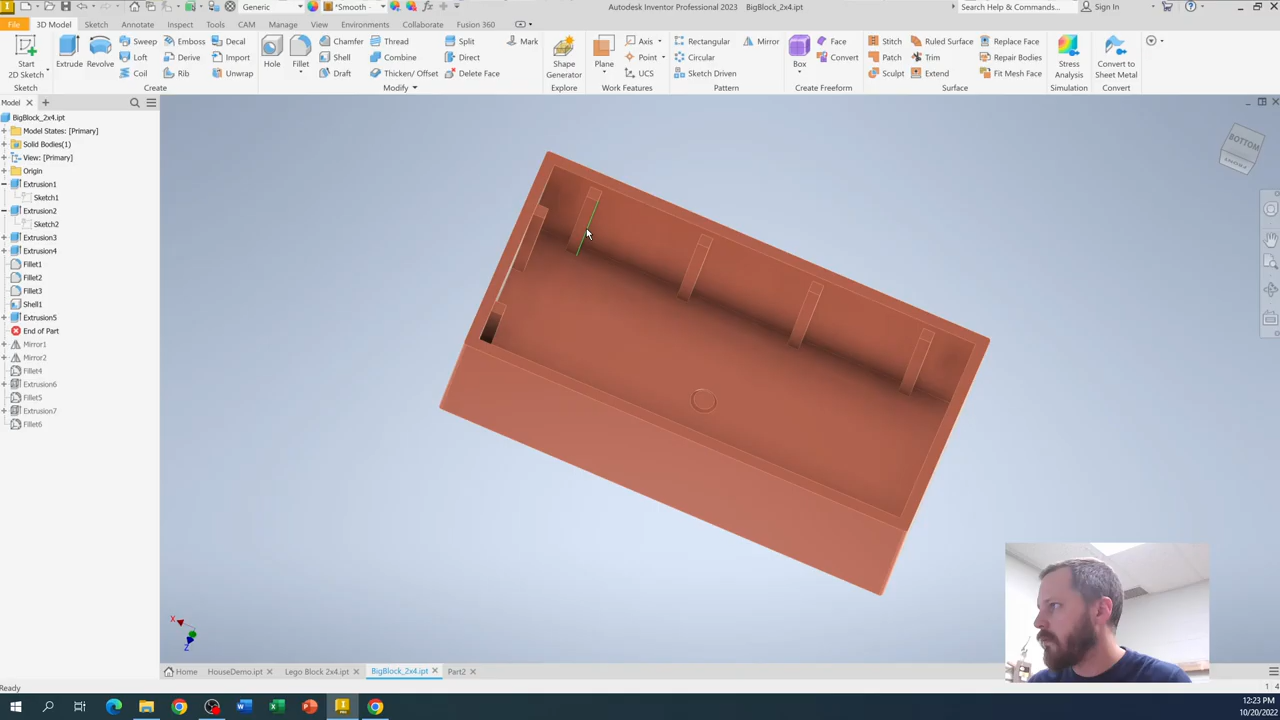 Generic
*Smooth
Autodesk Inventor Professional 2023 BigBlock_2x4.ipt
Search Help & Commands...
Sign In
File 3D Model Sketch Annotate Inspect Tools CAM Manage View Environments Collaborate Fusion 360
Start
2D Sketch
Extrude Revolve
Sweep Emboss Decal
Loft Derive Import
Coil Rib Unwrap
Hole Fillet
Chamfer Thread Split Mark
Shell Combine Direct
Draft Thicken/ Offset Delete Face
Shape
Generator
Plane
Axis
Point
UCS
Rectangular Mirror
Circular
Sketch Driven
Box
Face
Convert
Stitch Ruled Surface Replace Face
Patch Trim Repair Bodies
Sculpt Extend Fit Mesh Face
Stress
Analysis
Convert to
Sheet Metal
Sketch Create Modify Explore Work Features Pattern Create Freeform Surface Simulation Convert
Model
BigBlock_2x4.ipt
Model States: [Primary]
Solid Bodies(1)
View: [Primary]
Origin
Extrusion1
Sketch1
Extrusion2
Sketch2
Extrusion3
Extrusion4
Fillet1
Fillet2
Fillet3
Shell1
Extrusion5
End of Part
Mirror1
Mirror2
Fillet4
Extrusion6
Fillet5
Extrusion7
Fillet6
BOTTOM
X
Z
Home HouseDemo.ipt Lego Block 2x4.ipt BigBlock_2x4.ipt Part2
Ready
1 4
12:23 PM
10/20/2022